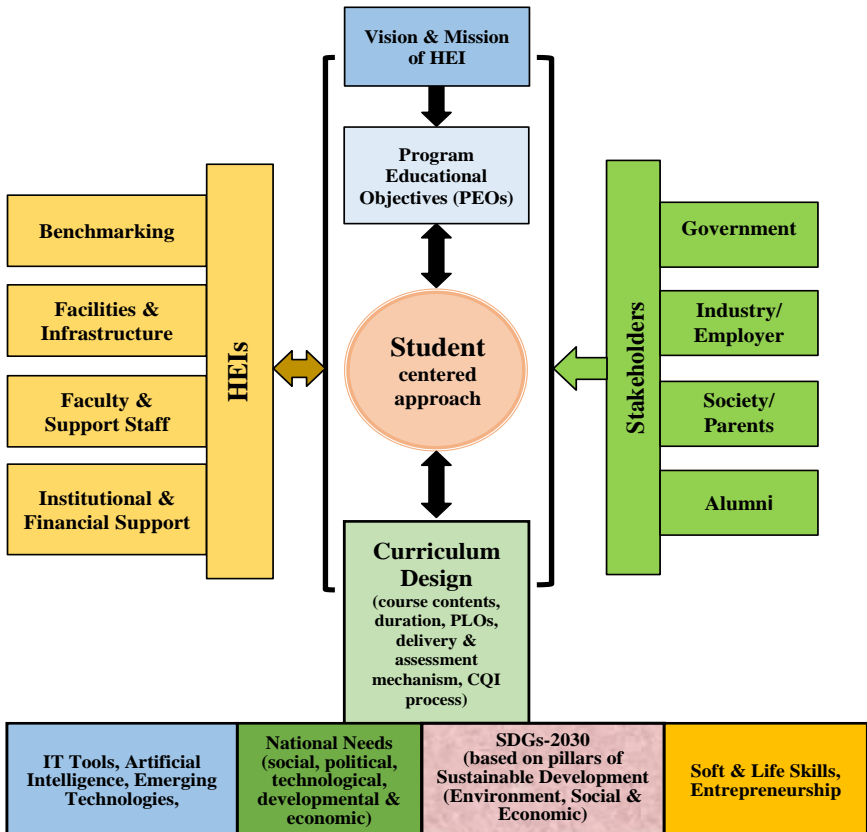 Vision & Mission
of HEI
Program
Educational
Objectives (PEOs)
Benchmarking
Facilities &
Infrastructure
Faculty &
Support Staff
Institutional &
Financial Support
HEIs
Student
centered
approach
Stakeholders
Government
Industry/
Employer
Society/
Parents
Alumni
Curriculum
Design
(course contents,
duration, PLOs,
delivery &
assessment
mechanism, CQI
process)
IT Tools, Artificial
Intelligence, Emerging
Technologies,
National Needs
(social, political,
technological,
developmental &
economic)
SDGs-2030
(based on pillars of
Sustainable Development
(Environment, Social &
Economic)
Soft & Life Skills,
Entrepreneurship